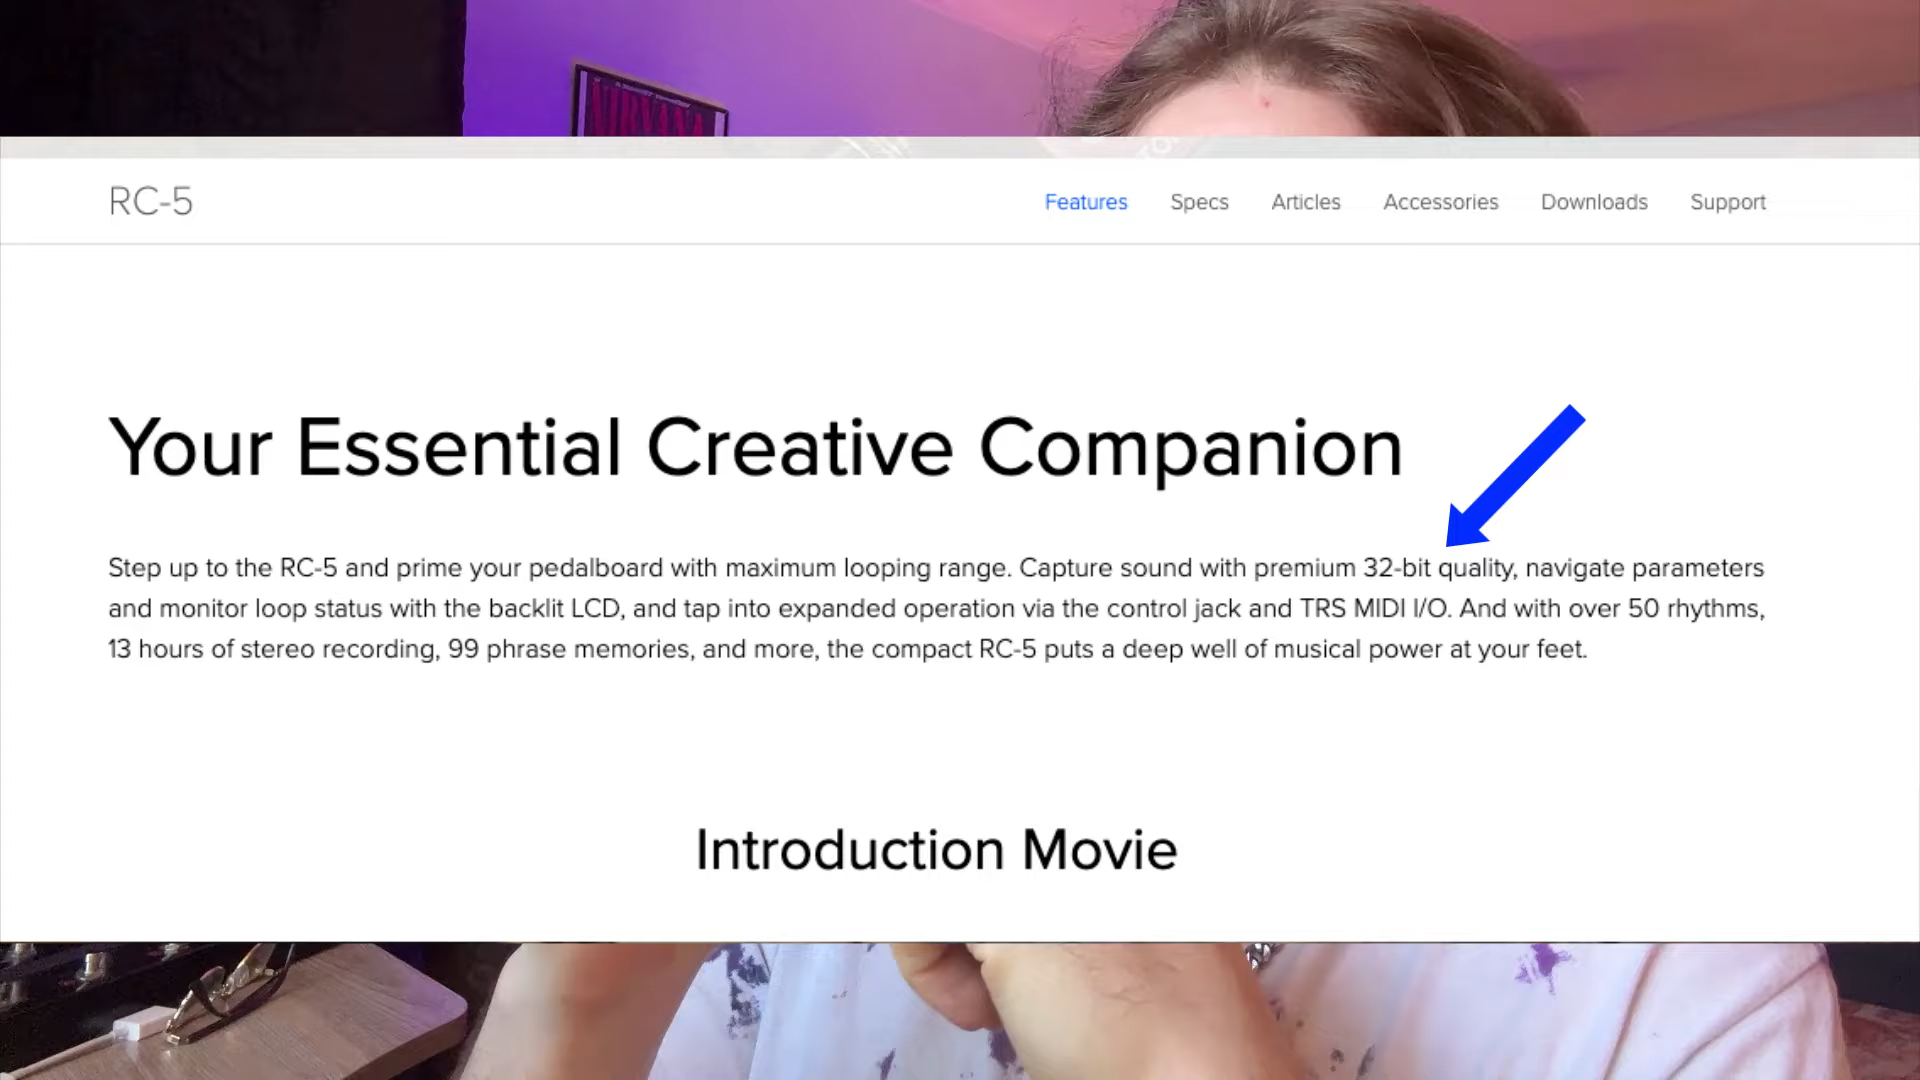 NIRVANA
RC-5
Features Specs Articles Accessories Downloads Support
Your Essential Creative Companion
Step up to the RC-5 and prime your pedalboard with maximum looping range. Capture sound with premium 32-bit quality, navigate parameters
and monitor loop status with the backlit LCD, and tap into expanded operation via the control jack and TRS MIDI I/O. And with over 50 rhythms,
13 hours of stereo recording, 99 phrase memories, and more, the compact RC-5 puts a deep well of musical power at your feet.
Introduction Movie